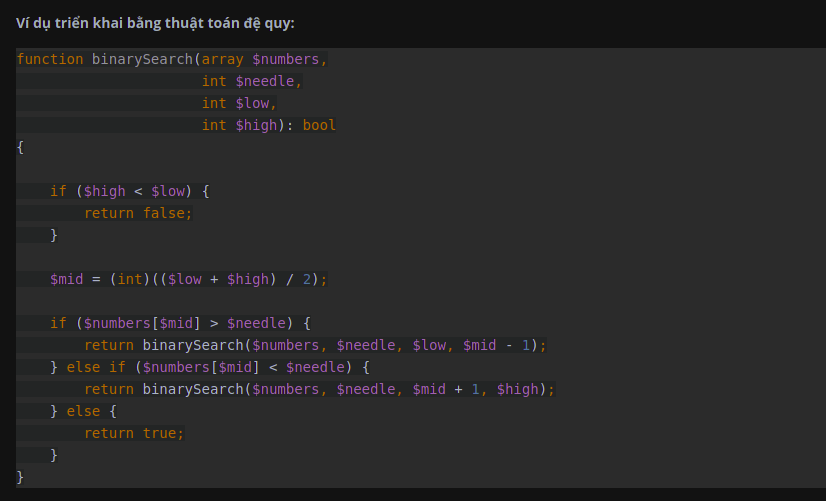 Ví dụ triển khai bằng thuật toán đệ quy:
function binarySearch(array $numbers,
                      int $needle,
                      int $low,
                      int $high): bool
{
    if ($high < $low) {
        return false;
    }
    $mid = (int)(($low + $high) / 2);
    if ($numbers[$mid] > $needle) {
        return binarySearch($numbers, $needle, $low, $mid - 1);
    } else if ($numbers[$mid] < $needle) {
        return binarySearch($numbers, $needle, $mid + 1, $high);
    } else {
        return true;
    }
}